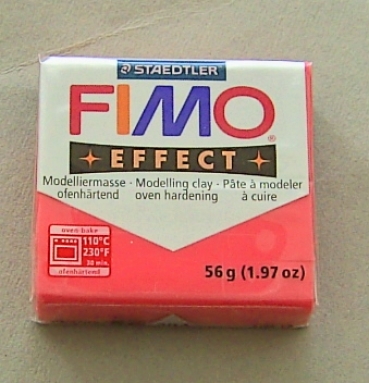 STAEDTLER
FIMO®
EFFECT
Modelliermasse - Modelling clay - Pâte à modeler
ofenhärtend oven hardening à cuire
oven bake
110°C
230°F
30 min.
ofenhärtend
56 g (1.97 oz)